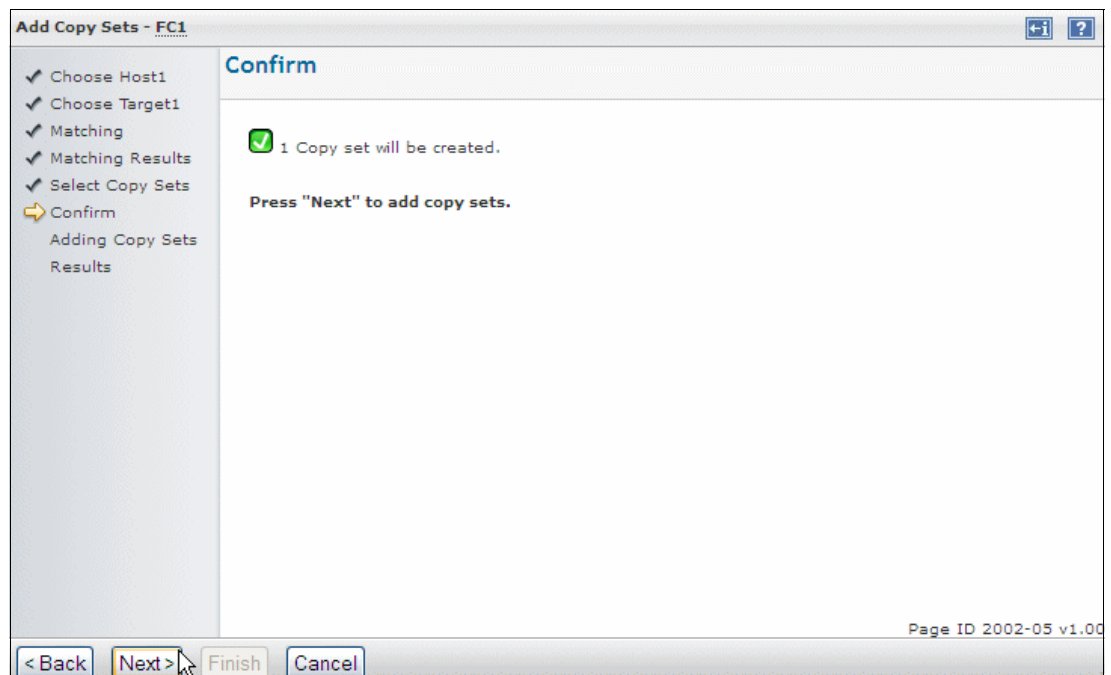 Add Copy Sets - FC1
Choose Host1
Choose Target1
Matching
Matching Results
Select Copy Sets
Confirm
Adding Copy Sets
Results
Confirm
1 Copy set will be created.
Press "Next" to add copy sets.
Page ID 2002-05 v1.00
< Back Next > Finish Cancel